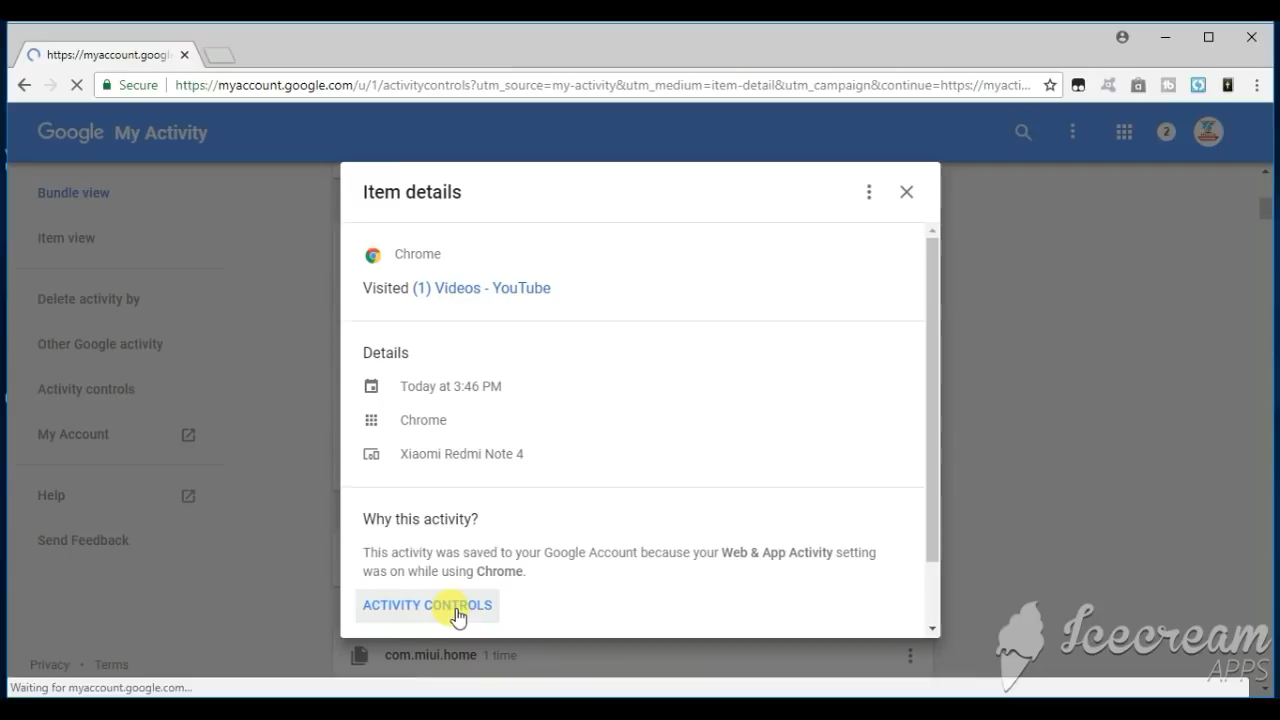 https://myaccount.googl
Secure
https://myaccount.google.com/u/1/activitycontrols?utm_source=my-activity&utm_medium=item-detail&utm_campaign&continue=https://myacti...
Google My Activity
2
Bundle view
Item view
Delete activity by
Other Google activity
Activity controls
My Account
Help
Send Feedback
Privacy • Terms
Item details
Chrome
Visited (1) Videos - YouTube
Details
Today at 3:46 PM
Chrome
Xiaomi Redmi Note 4
Why this activity?
This activity was saved to your Google Account because your Web & App Activity setting
was on while using Chrome.
ACTIVITY CONTROLS
com.miui.home 1 time
Waiting for myaccount.google.com...
Icecream
APPS